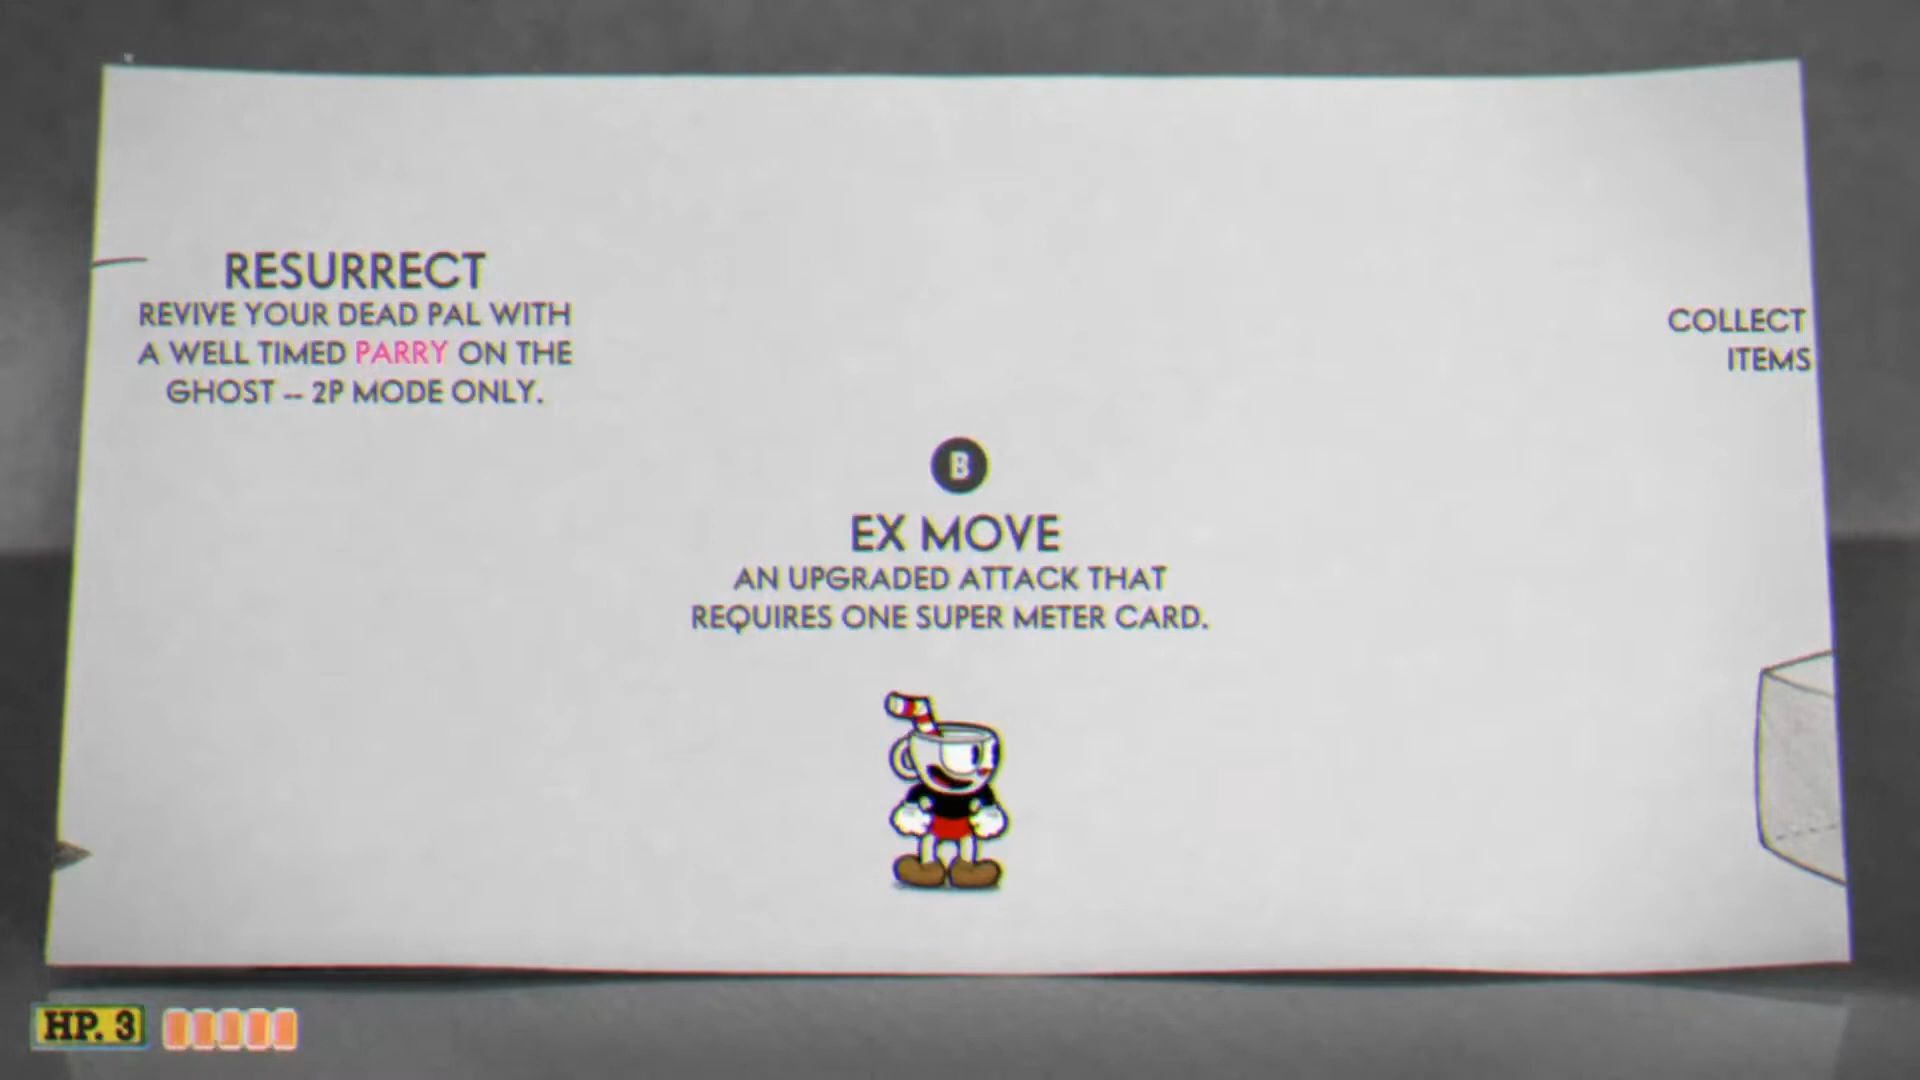 RESURRECT
REVIVE YOUR DEAD PAL WITH
A WELL TIMED PARRY ON THE
GHOST -- 2P MODE ONLY.
B
EX MOVE
AN UPGRADED ATTACK THAT
REQUIRES ONE SUPER METER CARD.
COLLECT
ITEMS
HP. 3